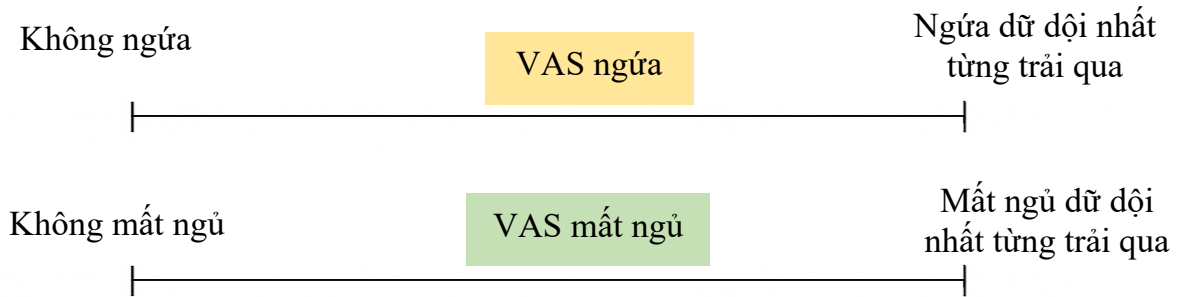 Không ngứa
VAS ngứa
Ngứa dữ dội nhất
từng trải qua
Không mất ngủ
VAS mất ngủ
Mất ngủ dữ dội
nhất từng trải qua